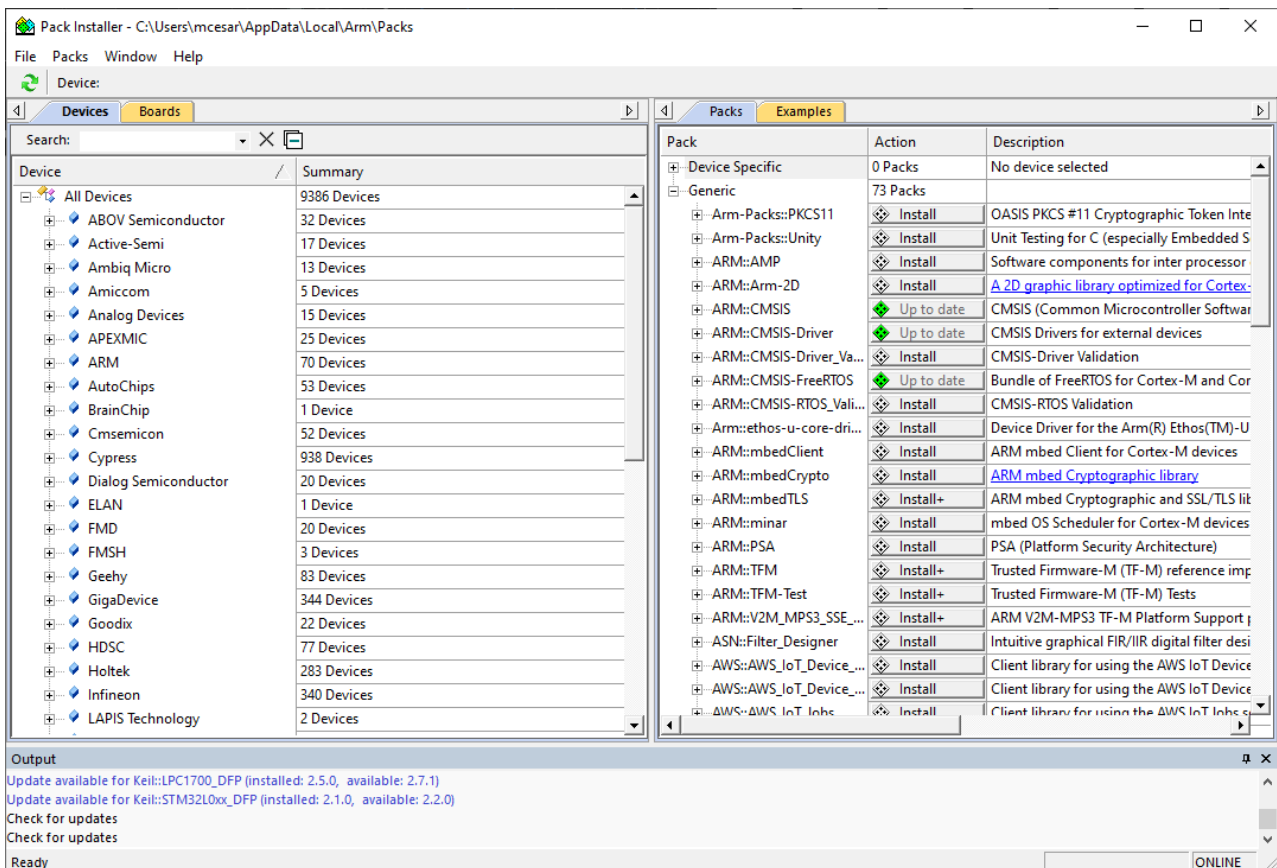 Pack Installer - C:\Users\mcesar\AppData\Local\Arm\Packs
File Packs Window Help
Device:
Devices Boards
Search:
Device Summary
All Devices 9386 Devices
ABOV Semiconductor 32 Devices
Active-Semi 17 Devices
Ambiq Micro 13 Devices
Amiccom 5 Devices
Analog Devices 15 Devices
APEXMIC 25 Devices
ARM 70 Devices
AutoChips 53 Devices
BrainChip 1 Device
Cmsemicon 52 Devices
Cypress 938 Devices
Dialog Semiconductor 20 Devices
ELAN 1 Device
FMD 20 Devices
FMSH 3 Devices
Geehy 83 Devices
GigaDevice 344 Devices
Goodix 22 Devices
HDSC 77 Devices
Holtek 283 Devices
Infineon 340 Devices
LAPIS Technology 2 Devices
Packs Examples
Pack Action Description
Device Specific 0 Packs No device selected
Generic 73 Packs
Arm-Packs::PKCS11 Install OASIS PKCS #11 Cryptographic Token Inte
Arm-Packs::Unity Install Unit Testing for C (especially Embedded S
ARM::AMP Install Software components for inter processor
ARM::Arm-2D Install A 2D graphic library optimized for Cortex-
ARM::CMSIS Up to date CMSIS (Common Microcontroller Softwar
ARM::CMSIS-Driver Up to date CMSIS Drivers for external devices
ARM::CMSIS-Driver_Va... Install CMSIS-Driver Validation
ARM::CMSIS-FreeRTOS Up to date Bundle of FreeRTOS for Cortex-M and Cor
ARM::CMSIS-RTOS_Vali... Install CMSIS-RTOS Validation
Arm::ethos-u-core-dri... Install Device Driver for the Arm(R) Ethos(TM)-U
ARM::mbedClient Install ARM mbed Client for Cortex-M devices
ARM::mbedCrypto Install ARM mbed Cryptographic library
ARM::mbedTLS Install+ ARM mbed Cryptographic and SSL/TLS lib
ARM::minar Install mbed OS Scheduler for Cortex-M devices
ARM::PSA Install PSA (Platform Security Architecture)
ARM::TFM Install+ Trusted Firmware-M (TF-M) reference imp
ARM::TFM-Test Install+ Trusted Firmware-M (TF-M) Tests
ARM::V2M_MPS3_SSE_... Install+ ARM V2M-MPS3 TF-M Platform Support p
ASN::Filter_Designer Install Intuitive graphical FIR/IIR digital filter desi
AWS::AWS_IoT_Device_... Install Client library for using the AWS IoT Device
AWS::AWS_IoT_Device_... Install Client library for using the AWS IoT Device
AWS::AWS_IoT_Jobs Install Client library for using the AWS IoT Jobs s
Output
Update available for Keil::LPC1700_DFP (installed: 2.5.0, available: 2.7.1)
Update available for Keil::STM32L0xx_DFP (installed: 2.1.0, available: 2.2.0)
Check for updates
Check for updates
Ready ONLINE